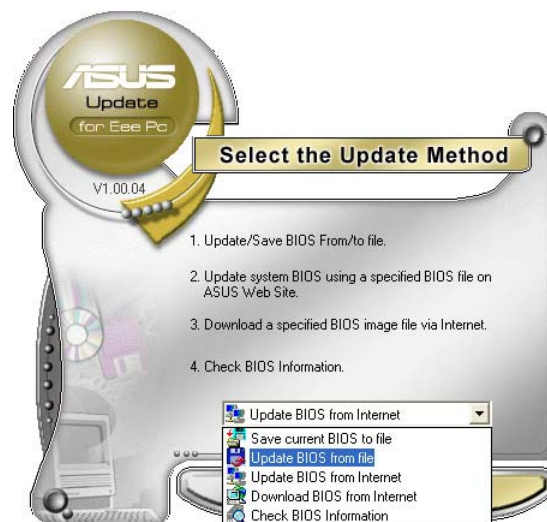 ASUS
Update
for Eee Pc
V1.00.04
Select the Update Method
1. Update/Save BIOS From/to file.
2. Update system BIOS using a specified BIOS file on
ASUS Web Site.
3. Download a specified BIOS image file via Internet.
4. Check BIOS Information.
Update BIOS from Internet
Save current BIOS to file
Update BIOS from file
Update BIOS from Internet
Download BIOS from Internet
Check BIOS Information